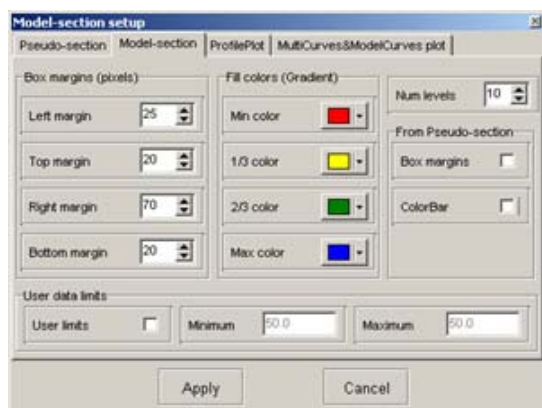 Model-section setup
Pseudo-section Model-section ProfilePlot MultiCurves&ModelCurves plot
Box margins (pixels)
Left margin 25
Top margin 20
Right margin 70
Bottom margin 20
Fill colors (Gradient)
Min color
1/3 color
2/3 color
Max color
Num levels 10
From Pseudo-section
Box margins
ColorBar
User data limits
User limits Minimum 50.0 Maximum 50.0
Apply Cancel